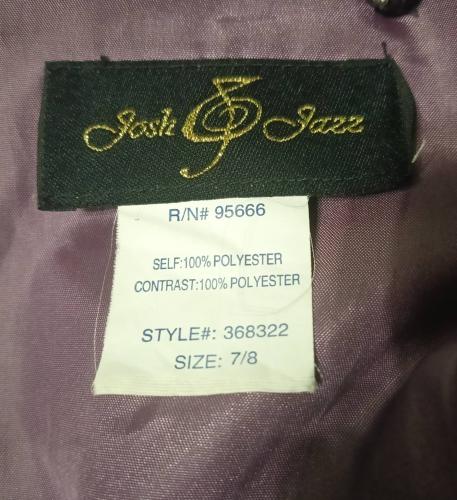 Josh & Jazz
R/N# 95666
SELF:100% POLYESTER
CONTRAST:100% POLYESTER
STYLE#: 368322
SIZE: 7/8